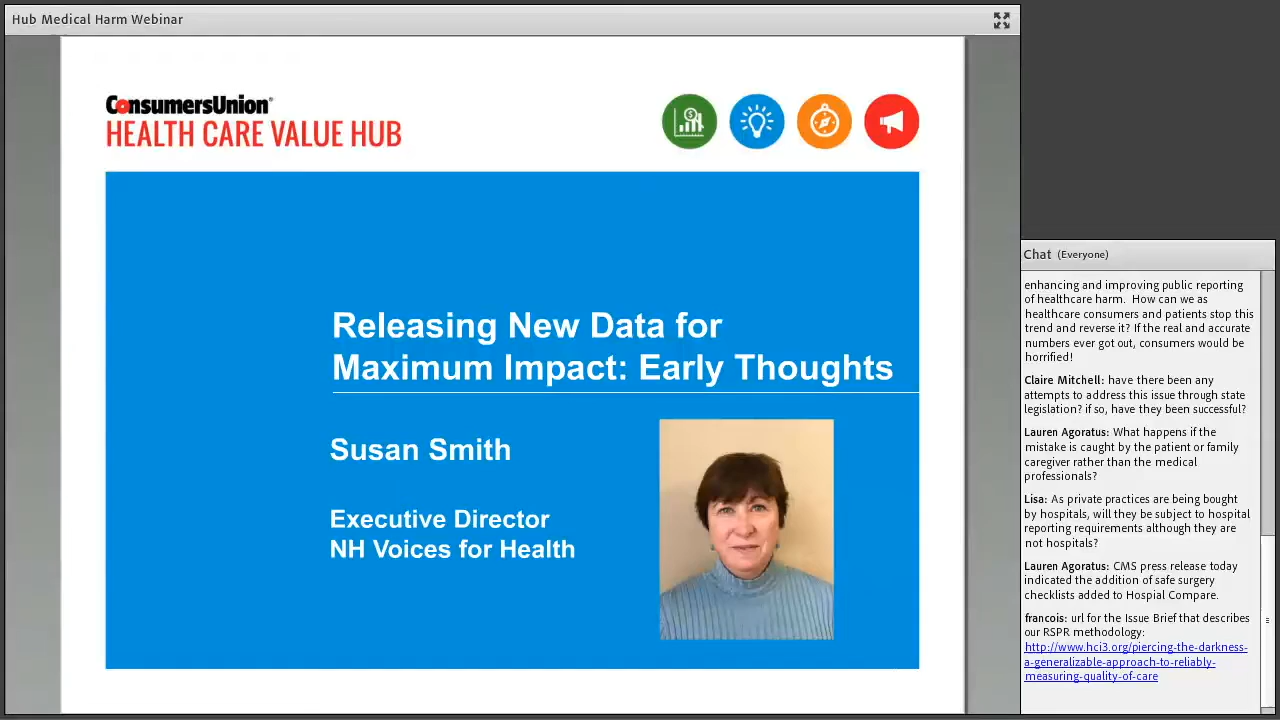 Hub Medical Harm Webinar
ConsumersUnion®
HEALTH CARE VALUE HUB
Releasing New Data for
Maximum Impact: Early Thoughts
Susan Smith
Executive Director
NH Voices for Health
Chat (Everyone)
enhancing and improving public reporting
of healthcare harm. How can we as
healthcare consumers and patients stop this
trend and reverse it? If the real and accurate
numbers ever got out, consumers would be
horrified!
Claire Mitchell: have there been any
attempts to address this issue through state
legislation? if so, have they been successful?
Lauren Agoratus: What happens if the
mistake is caught by the patient or family
caregiver rather than the medical
professionals?
Lisa: As private practices are being bought
by hospitals, will they be subject to hospital
reporting requirements although they are
not hospitals?
Lauren Agoratus: CMS press release today
indicated the addition of safe surgery
checklists added to Hospial Compare.
francois: url for the Issue Brief that describes
our RSPR methodology:
http://www.hci3.org/piercing-the-darkness-
a-generalizable-approach-to-reliably-
measuring-quality-of-care